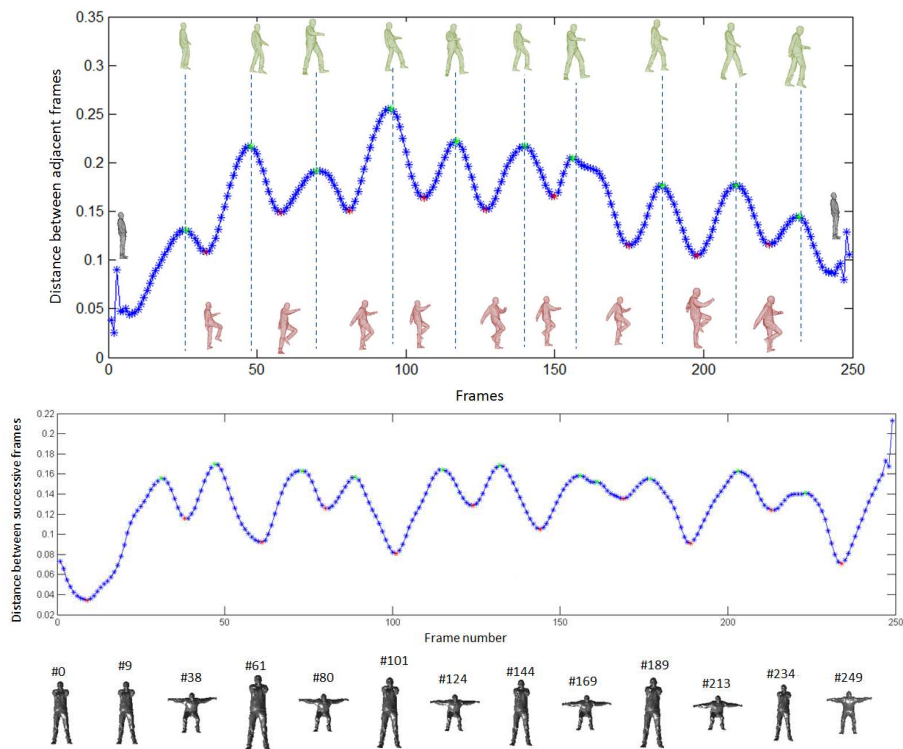 Distance between adjacent frames
0.35
0.3
0.25
0.2
0.15
0.1
0.05
0
0 50 100 150 200 250
Frames
Distance between successive frames
0.22
0.2
0.18
0.16
0.14
0.12
0.1
0.08
0.06
0.04
0.02
0 50 100 150 200 250
Frame number
#0 #9 #38 #61 #80 #101 #124 #144 #169 #189 #213 #234 #249